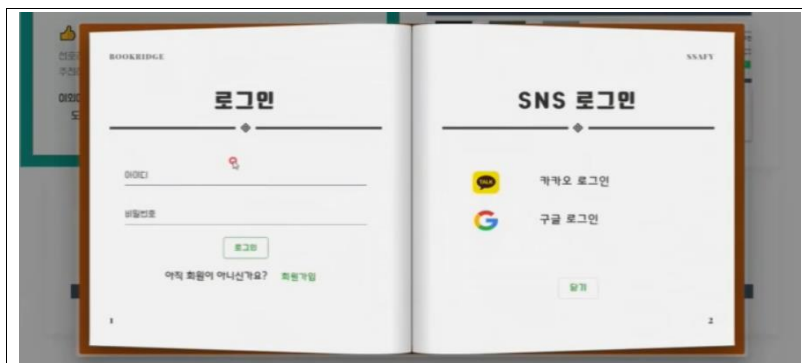 BOOKRIDGE
로그인
아이디
비밀번호
로그인
아직 회원이 아니신가요? 회원가입
1
SSAFY
SNS 로그인
TALK
카카오 로그인
구글 로그인
닫기
2